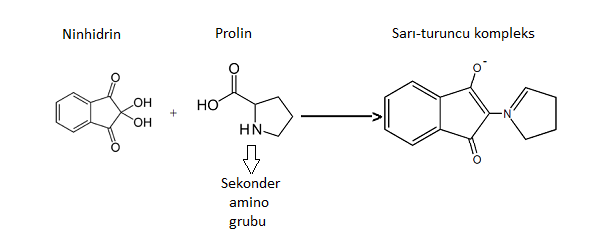 Ninhidrin
Prolin
Sarı-turuncu kompleks
O
OH
OH
O
+
O
HO
HN
O-
N+
O
Sekonder
amino
grubu